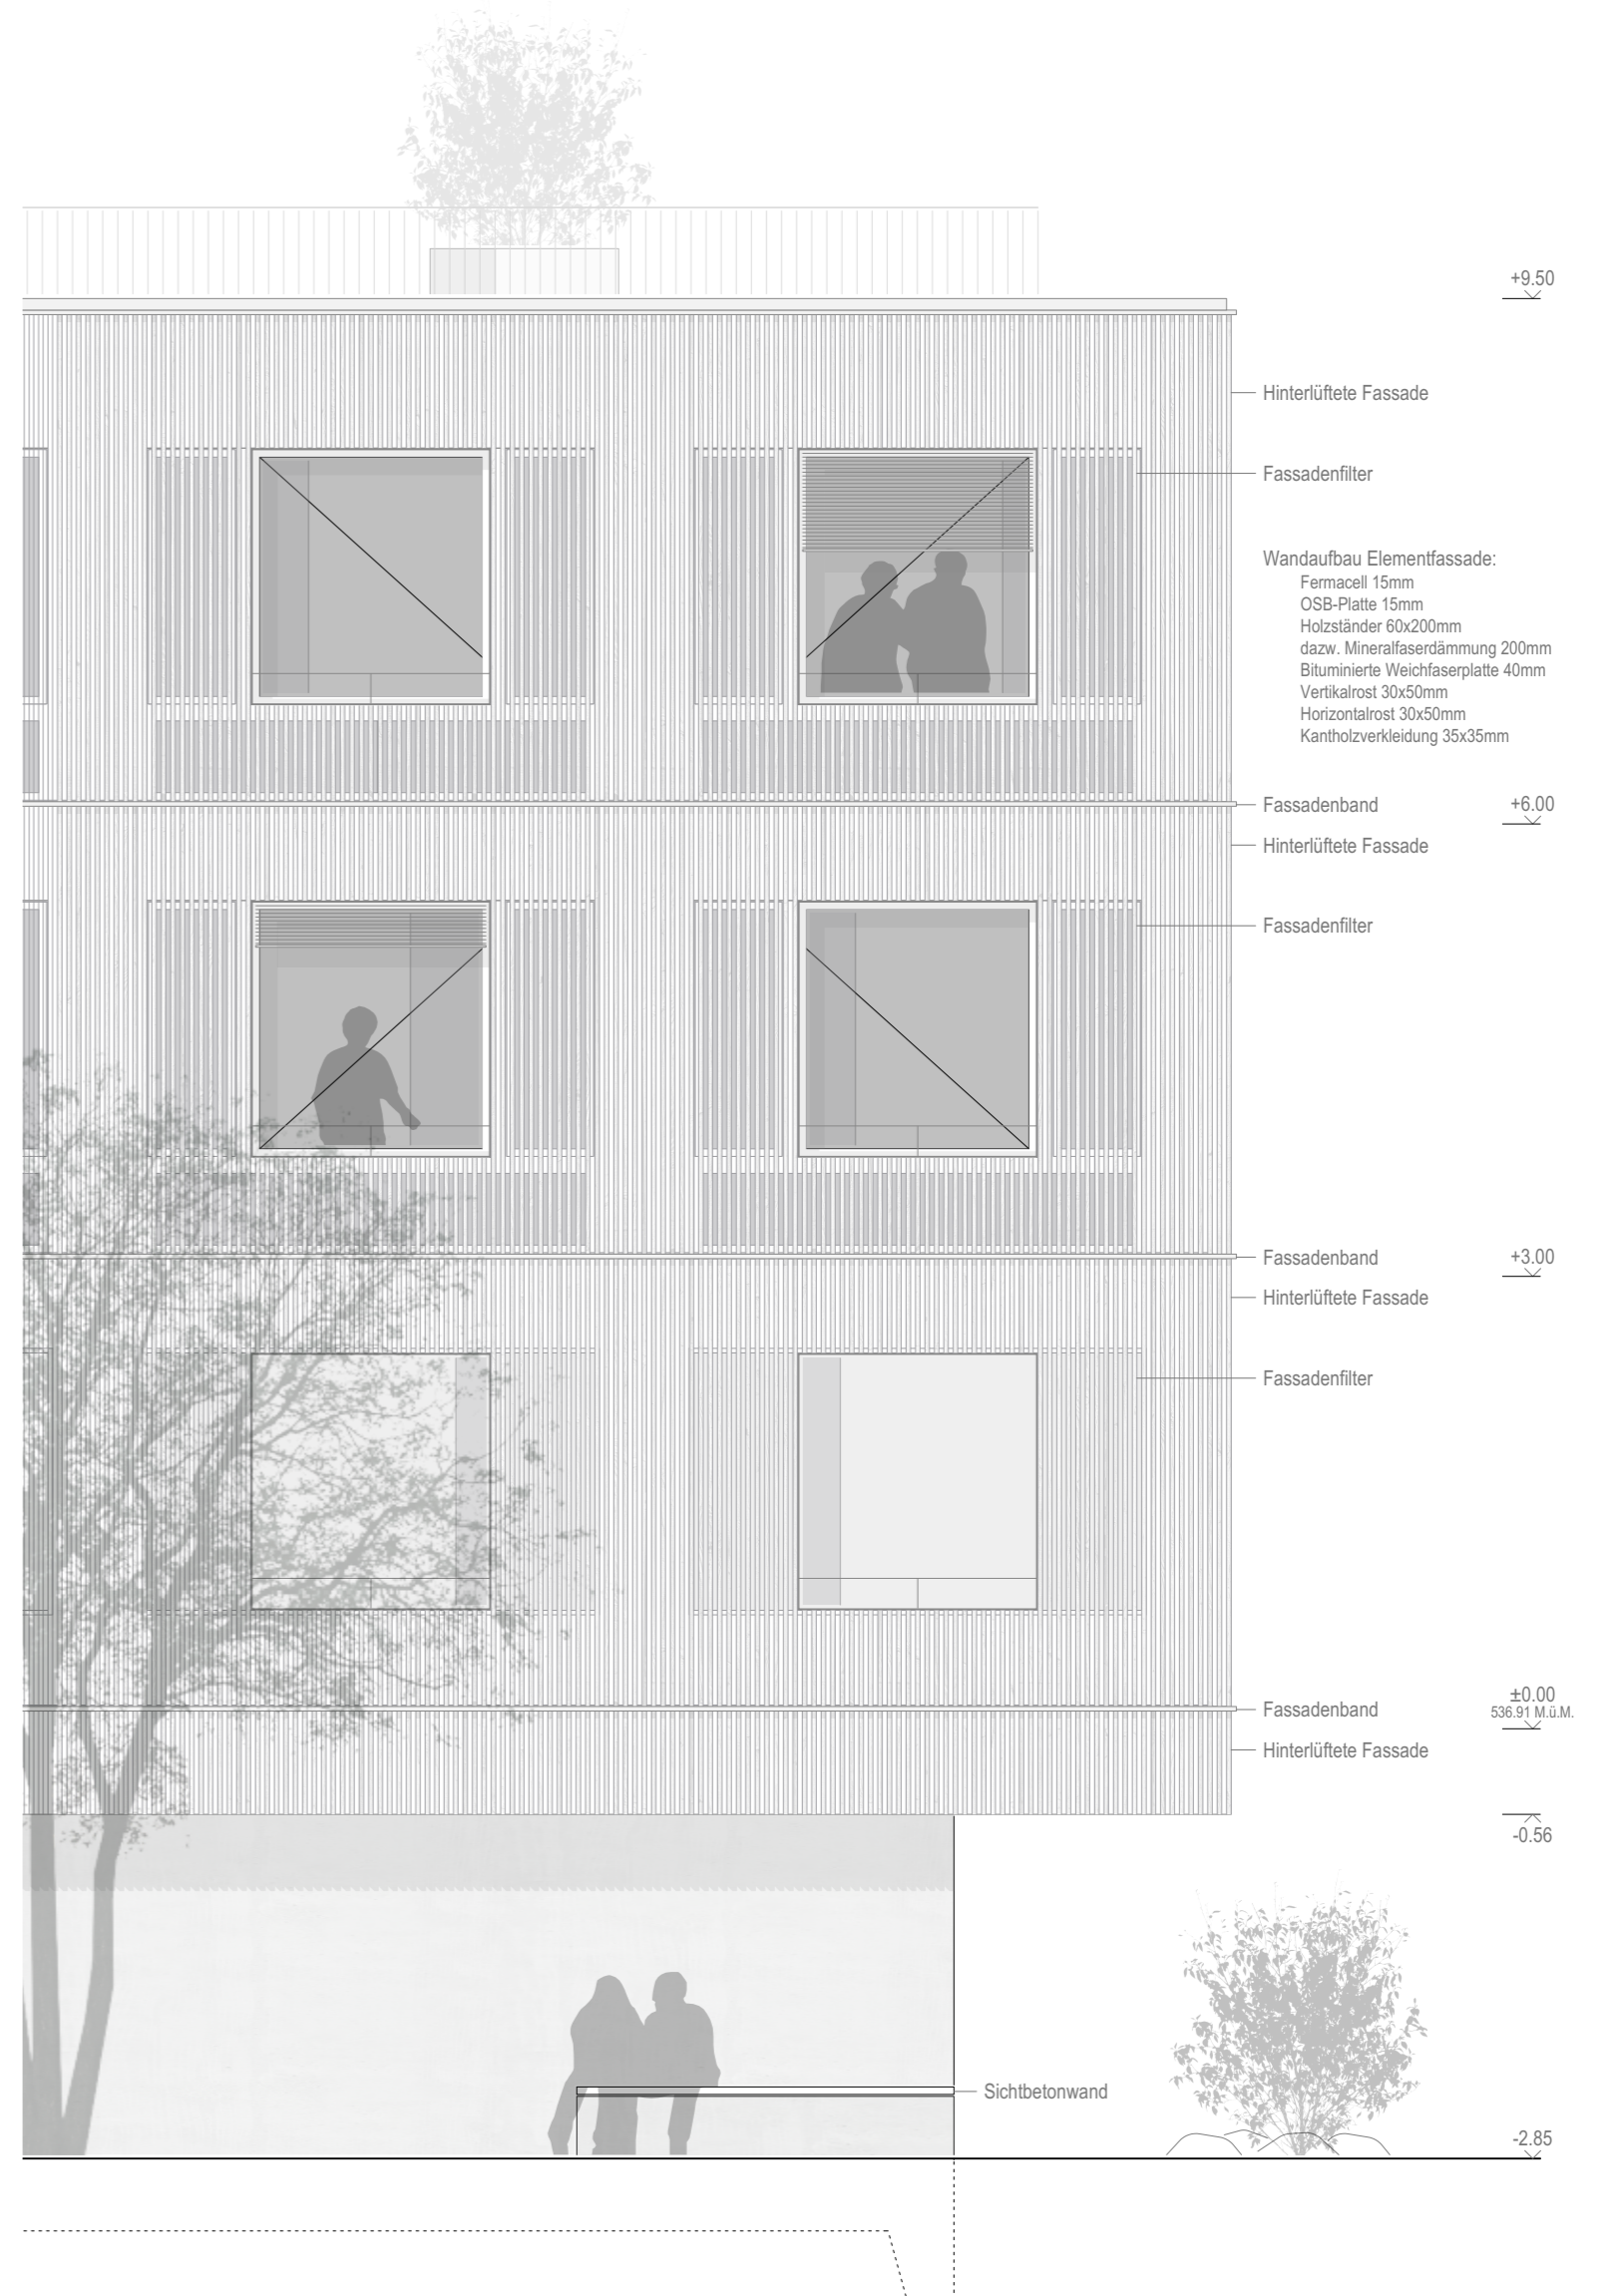 +9.50
Hinterlüftete Fassade
Fassadenfilter
Wandaufbau Elementfassade:
Fermacell 15mm
OSB-Platte 15mm
Holzständer 60x200mm
dazw. Mineralfaserdämmung 200mm
Bituminierte Weichfaserplatte 40mm
Vertikalrost 30x50mm
Horizontalrost 30x50mm
Kantholzverkleidung 35x35mm
Fassadenband
+6.00
Hinterlüftete Fassade
Fassadenfilter
Fassadenband
+3.00
Hinterlüftete Fassade
Fassadenfilter
Fassadenband
±0.00
536.91 M.ü.M.
Hinterlüftete Fassade
-0.56
Sichtbetonwand
-2.85